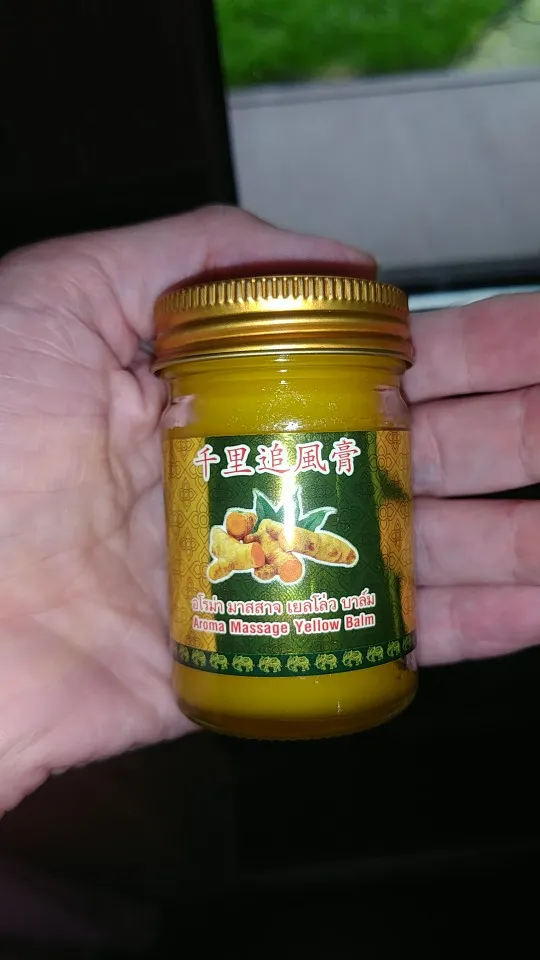 千里追風膏
อโรม่า มาสสาจ เยลโล่ว บาล์ม
Aroma Massage Yellow Balm